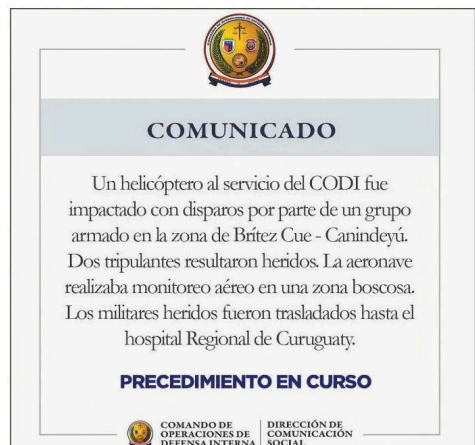 COMUNICADO
Un helicóptero al servicio del CODI fue
impactado con disparos por parte de un grupo
armado en la zona de Brítez Cue - Canindeyú.
Dos tripulantes resultaron heridos. La aeronave
realizaba monitoreo aéreo en una zona boscosa.
Los militares heridos fueron trasladados hasta el
hospital Regional de Curuguaty.
PRECEDIMIENTO EN CURSO
COMANDO DE
OPERACIONES DE
DEFENSA INTERNA
DIRECCIÓN DE
COMUNICACIÓN
SOCIAL